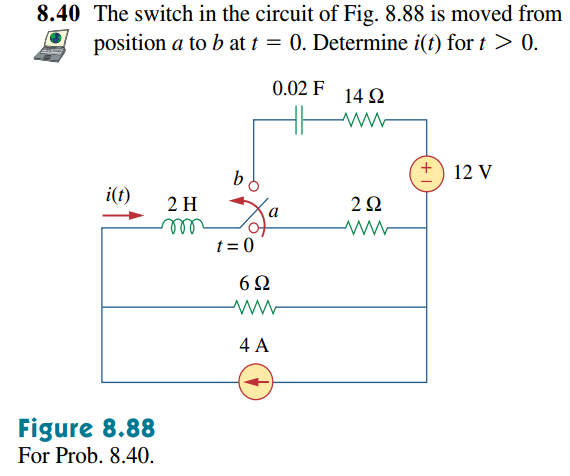 8.40 The switch in the circuit of Fig. 8.88 is moved from
position a to b at t = 0. Determine i(t) for t > 0.
0.02 F
14 Ω
+
−
12 V
b
i(t)
2 H
a
2 Ω
t = 0
6 Ω
4 A
Figure 8.88
For Prob. 8.40.